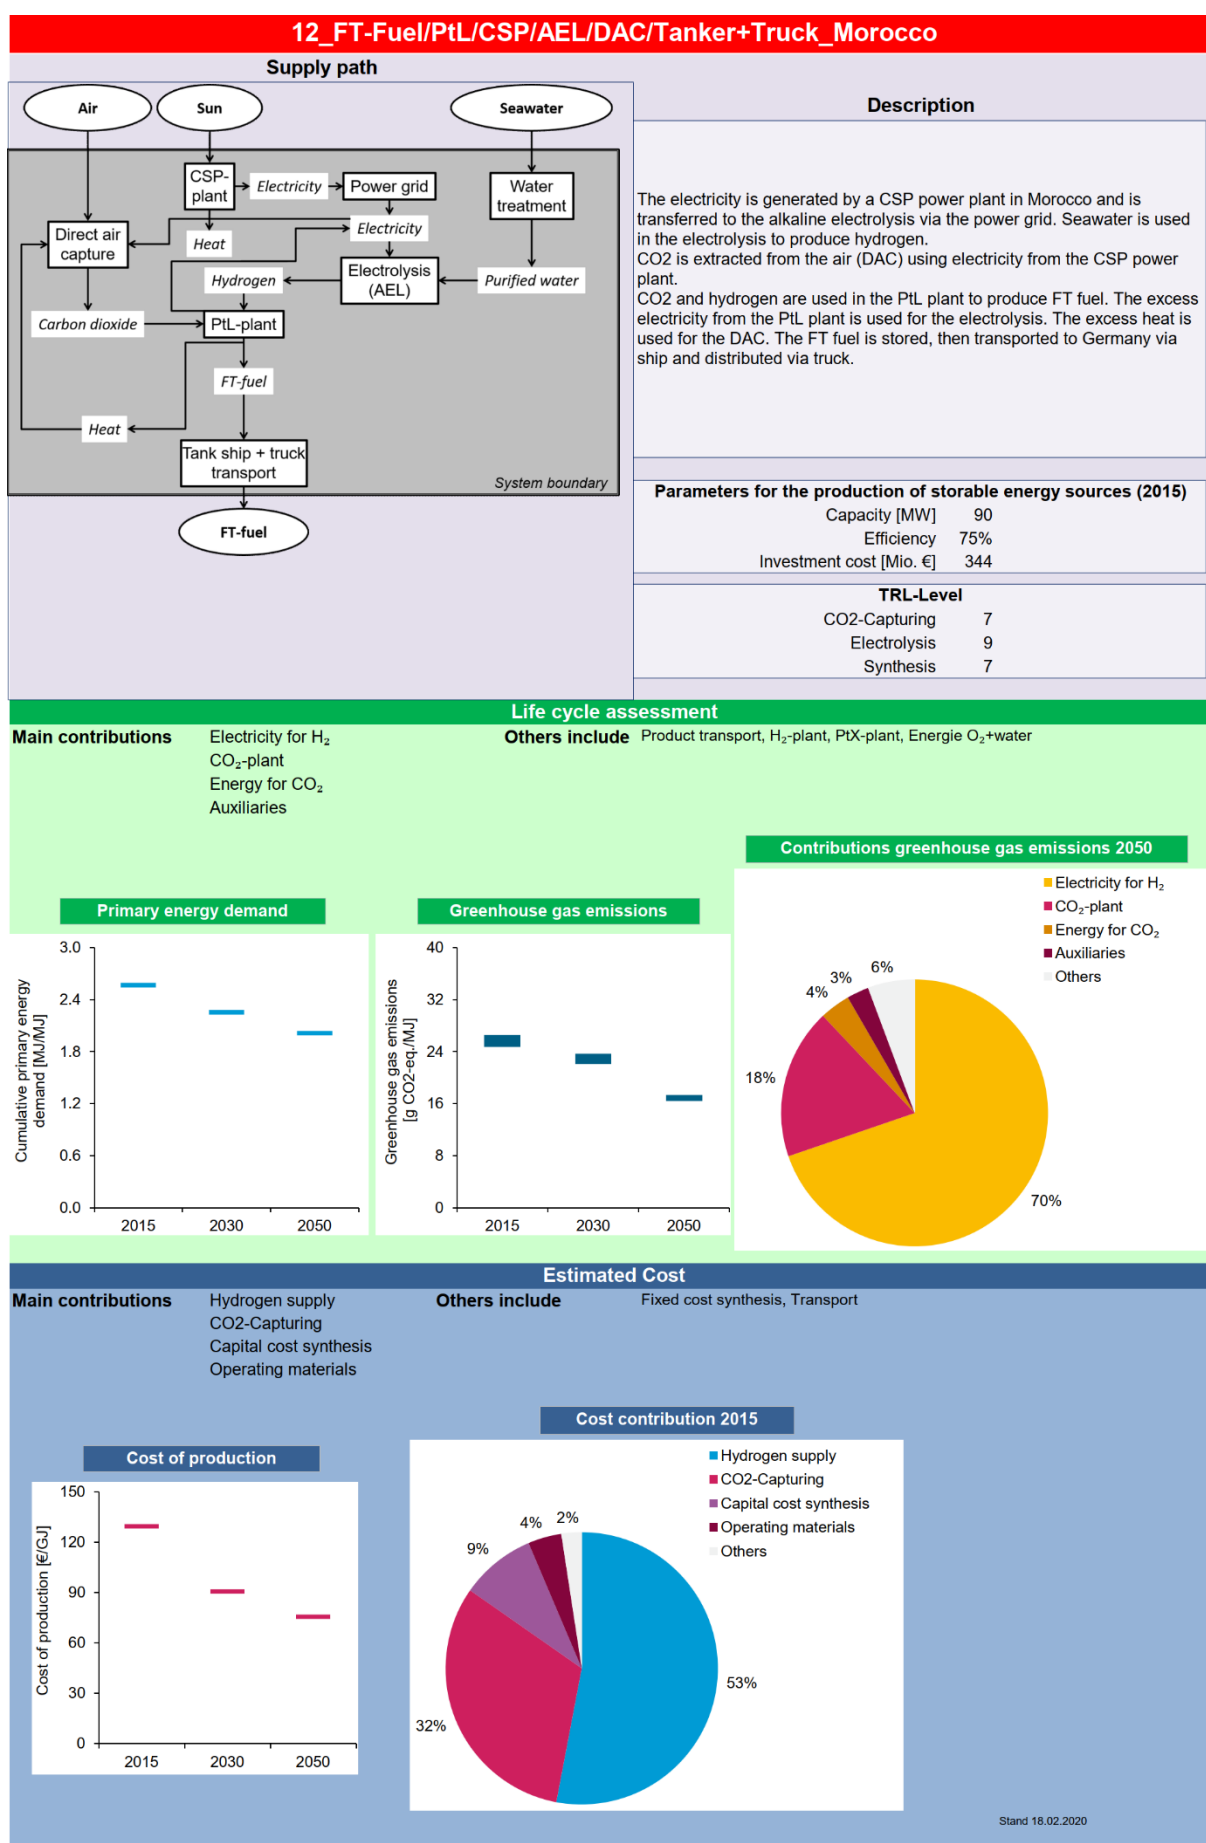 12_FT-Fuel/PtL/CSP/AEL/DAC/Tanker+Truck_Morocco
Supply path
Air
Sun
Seawater
CSP-
plant
Electricity
Power grid
Water
treatment
Direct air
capture
Heat
Electricity
Hydrogen
Electrolysis
(AEL)
Purified water
Carbon dioxide
PtL-plant
FT-fuel
Heat
Tank ship + truck
transport
System boundary
FT-fuel
Description
The electricity is generated by a CSP power plant in Morocco and is
transferred to the alkaline electrolysis via the power grid. Seawater is used
in the electrolysis to produce hydrogen.
CO2 is extracted from the air (DAC) using electricity from the CSP power
plant.
CO2 and hydrogen are used in the PtL plant to produce FT fuel. The excess
electricity from the PtL plant is used for the electrolysis. The excess heat is
used for the DAC. The FT fuel is stored, then transported to Germany via
ship and distributed via truck.
Parameters for the production of storable energy sources (2015)
Capacity [MW] 90
Efficiency 75%
Investment cost [Mio. €] 344
TRL-Level
CO2-Capturing 7
Electrolysis 9
Synthesis 7
Life cycle assessment
Main contributions
Electricity for H₂
CO₂-plant
Energy for CO₂
Auxiliaries
Others include
Product transport, H₂-plant, PtX-plant, Energie O₂+water
Primary energy demand
Cumulative primary energy
demand [MJ/MJ]
3.0
2.4
1.8
1.2
0.6
0.0
2015 2030 2050
Greenhouse gas emissions
Greenhouse gas emissions
[g CO2-eq./MJ]
40
32
24
16
8
0
2015 2030 2050
Contributions greenhouse gas emissions 2050
Electricity for H₂
CO₂-plant
Energy for CO₂
Auxiliaries
Others
6%
3%
4%
18%
70%
Estimated Cost
Main contributions
Hydrogen supply
CO2-Capturing
Capital cost synthesis
Operating materials
Others include
Fixed cost synthesis, Transport
Cost of production
Cost of production [€/GJ]
150
120
90
60
30
0
2015 2030 2050
Cost contribution 2015
Hydrogen supply
CO2-Capturing
Capital cost synthesis
Operating materials
Others
2%
4%
9%
32%
53%
Stand 18.02.2020